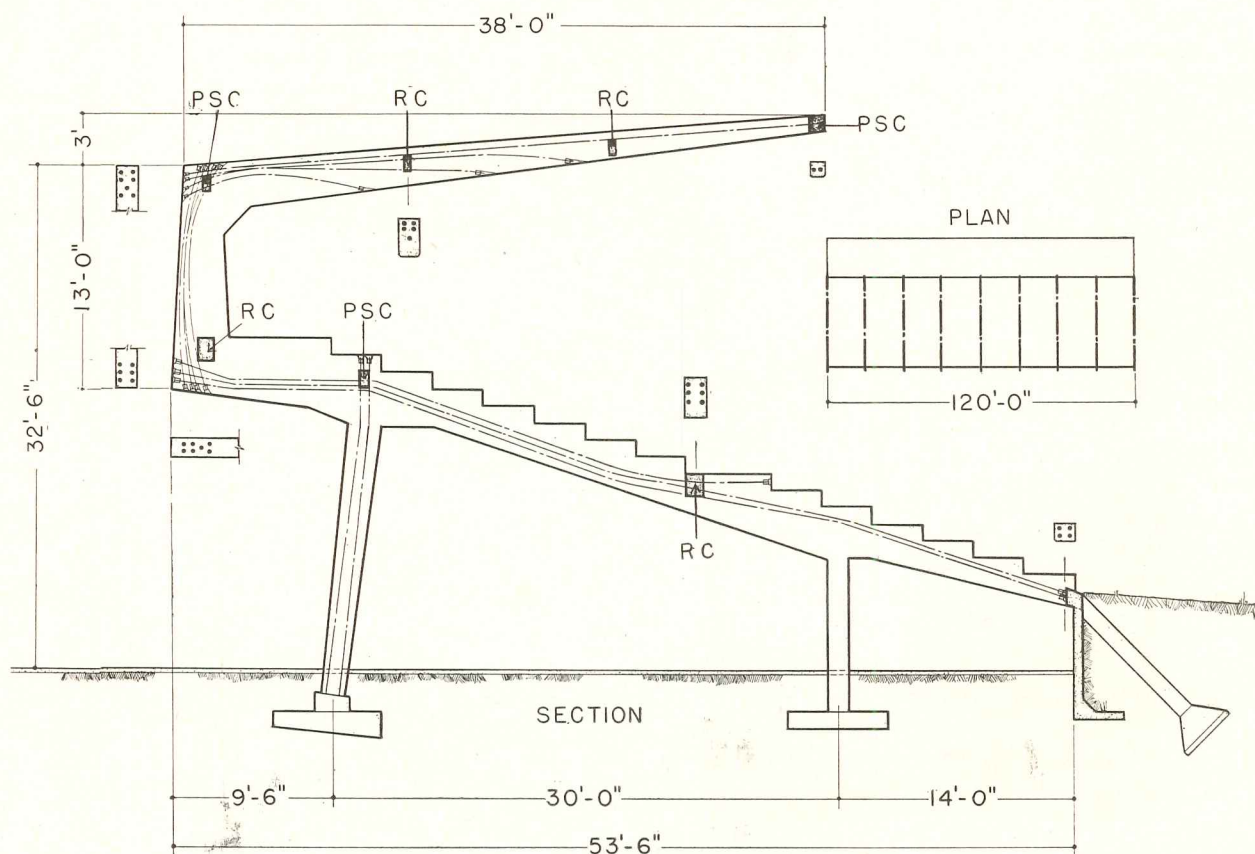 38'-0"
3'
PSC
RC
RC
PSC
PLAN
13'-0"
RC
PSC
120'-0"
32'-6"
RC
SECTION
9'-6"
30'-0"
14'-0"
53'-6"